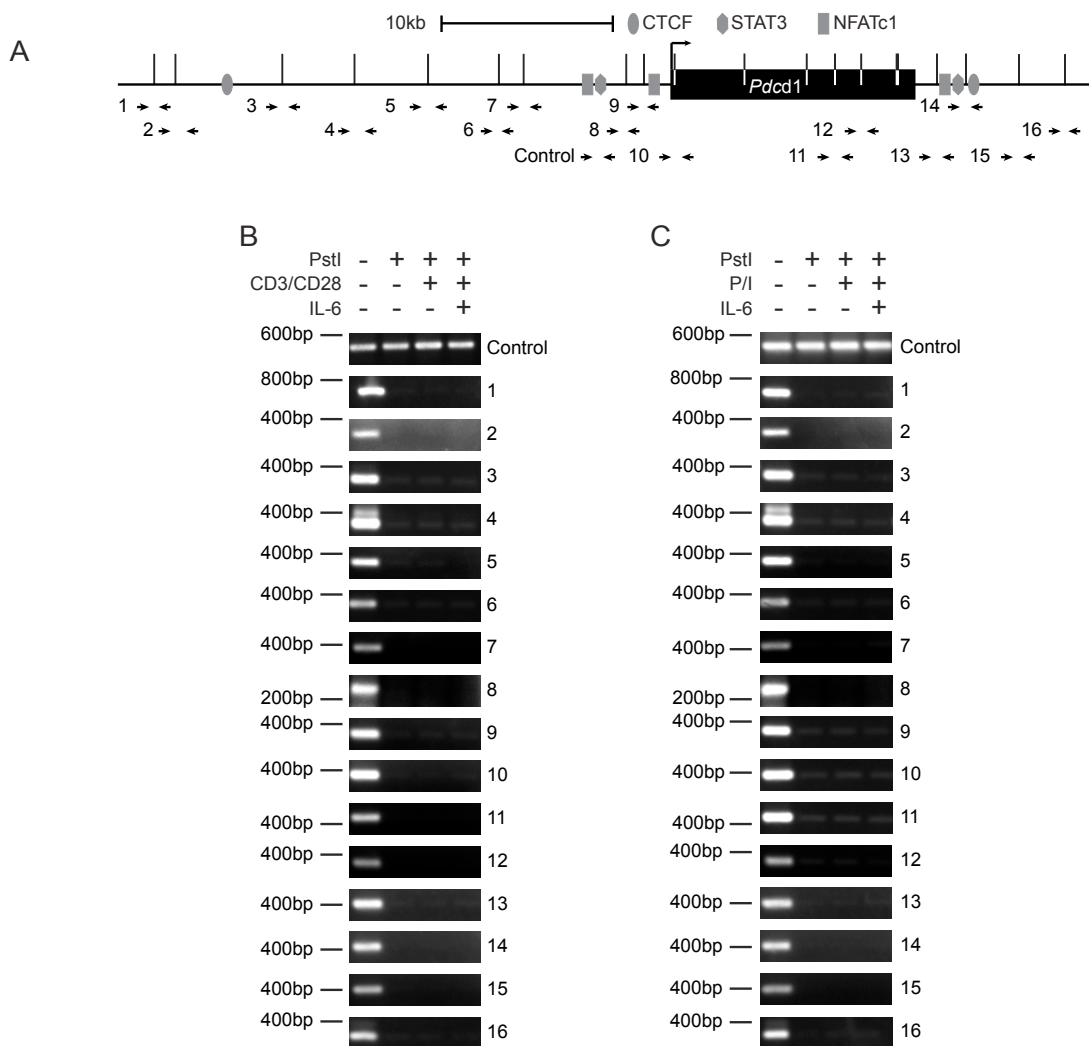 10kb CTCF STAT3 NFATc1
A
Pdcd1
1 3 5 7 9 14
2 4 6 8 12 16
Control 10 11 13 15
B
PstI - + + +
CD3/CD28 - - + +
IL-6 - - - +
600bp Control
800bp 1
400bp 2
400bp 3
400bp 4
400bp 5
400bp 6
400bp 7
200bp 8
400bp 9
400bp 10
400bp 11
400bp 12
400bp 13
400bp 14
400bp 15
400bp 16
C
PstI - + + +
P/I - - + +
IL-6 - - - +
600bp Control
800bp 1
400bp 2
400bp 3
400bp 4
400bp 5
400bp 6
400bp 7
200bp 8
400bp 9
400bp 10
400bp 11
400bp 12
400bp 13
400bp 14
400bp 15
400bp 16